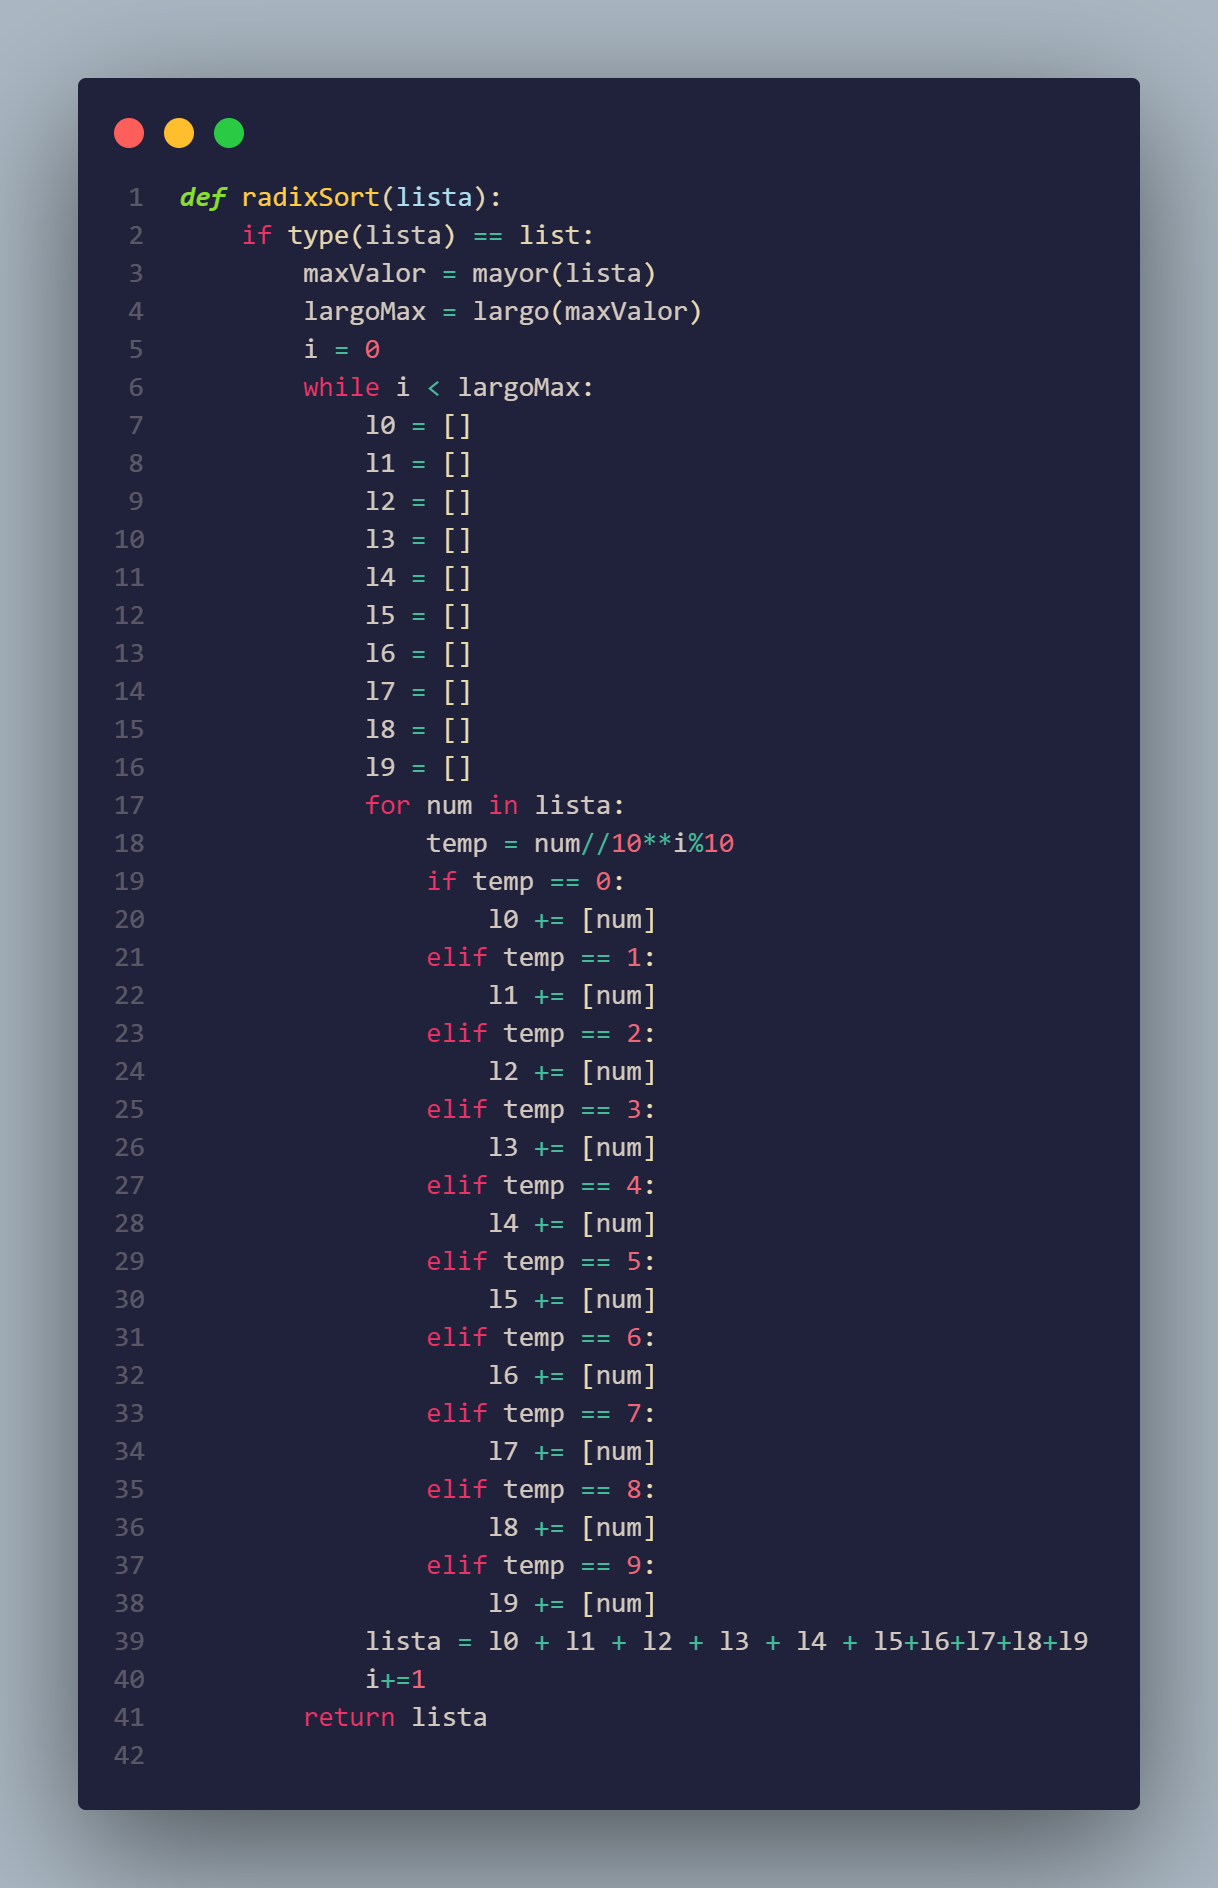 1 def radixSort(lista):
2     if type(lista) == list:
3         maxValor = mayor(lista)
4         largoMax = largo(maxValor)
5         i = 0
6         while i < largoMax:
7             l0 = []
8             l1 = []
9             l2 = []
10             l3 = []
11             l4 = []
12             l5 = []
13             l6 = []
14             l7 = []
15             l8 = []
16             l9 = []
17             for num in lista:
18                 temp = num//10**i%10
19                 if temp == 0:
20                     l0 += [num]
21                 elif temp == 1:
22                     l1 += [num]
23                 elif temp == 2:
24                     l2 += [num]
25                 elif temp == 3:
26                     l3 += [num]
27                 elif temp == 4:
28                     l4 += [num]
29                 elif temp == 5:
30                     l5 += [num]
31                 elif temp == 6:
32                     l6 += [num]
33                 elif temp == 7:
34                     l7 += [num]
35                 elif temp == 8:
36                     l8 += [num]
37                 elif temp == 9:
38                     l9 += [num]
39             lista = l0 + l1 + l2 + l3 + l4 + l5+l6+l7+l8+l9
40             i+=1
41         return lista
42